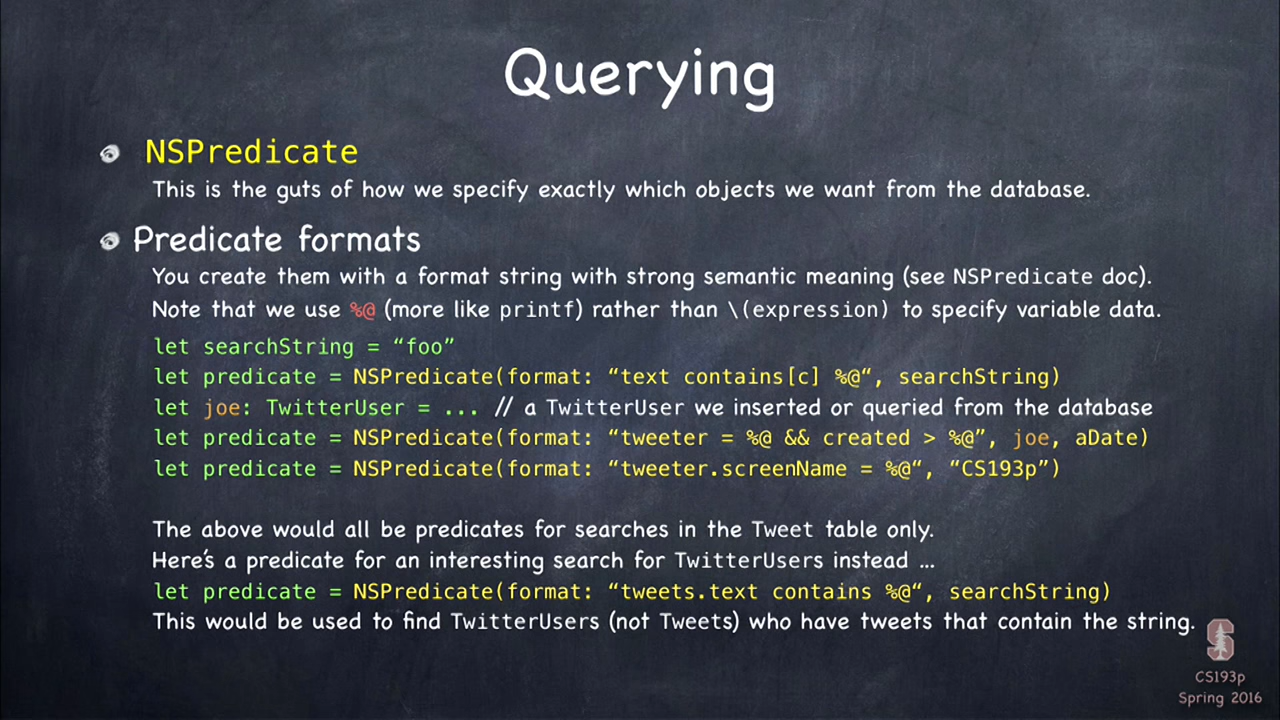 Querying
NSPredicate
This is the guts of how we specify exactly which objects we want from the database.
Predicate formats
You create them with a format string with strong semantic meaning (see NSPredicate doc).
Note that we use %@ (more like printf) rather than \(expression) to specify variable data.
let searchString = “foo”
let predicate = NSPredicate(format: “text contains[c] %@“, searchString)
let joe: TwitterUser = ... // a TwitterUser we inserted or queried from the database
let predicate = NSPredicate(format: “tweeter = %@ && created > %@”, joe, aDate)
let predicate = NSPredicate(format: “tweeter.screenName = %@“, “CS193p”)
The above would all be predicates for searches in the Tweet table only.
Here’s a predicate for an interesting search for TwitterUsers instead ...
let predicate = NSPredicate(format: “tweets.text contains %@“, searchString)
This would be used to find TwitterUsers (not Tweets) who have tweets that contain the string.
S
CS193p
Spring 2016